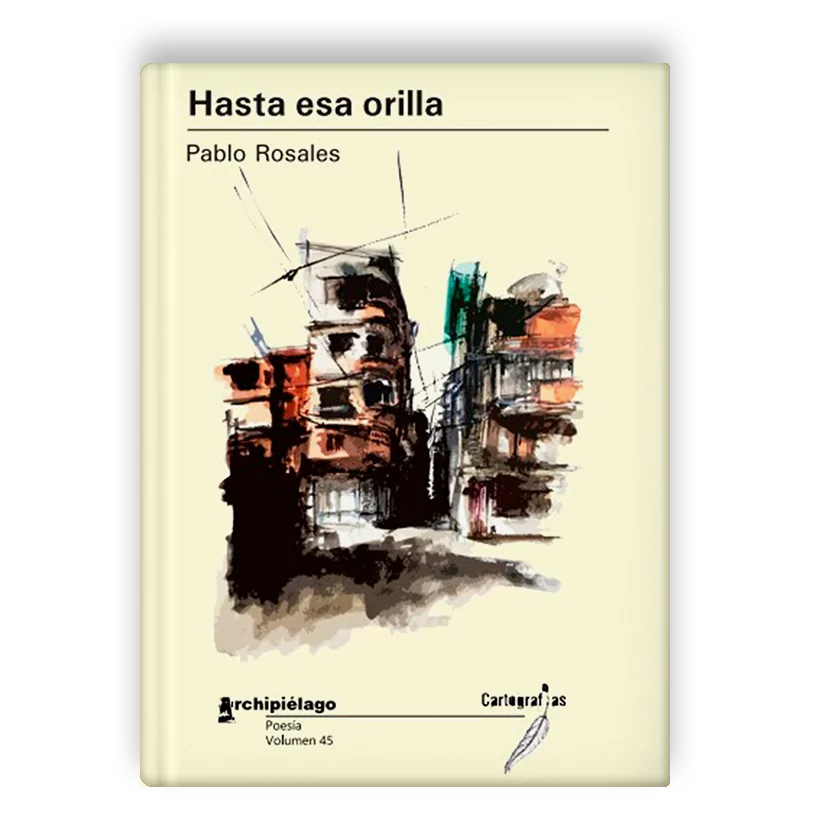 Hasta esa orilla
Pablo Rosales
Archipiélago
Cartografías
Poesía
Volumen 45